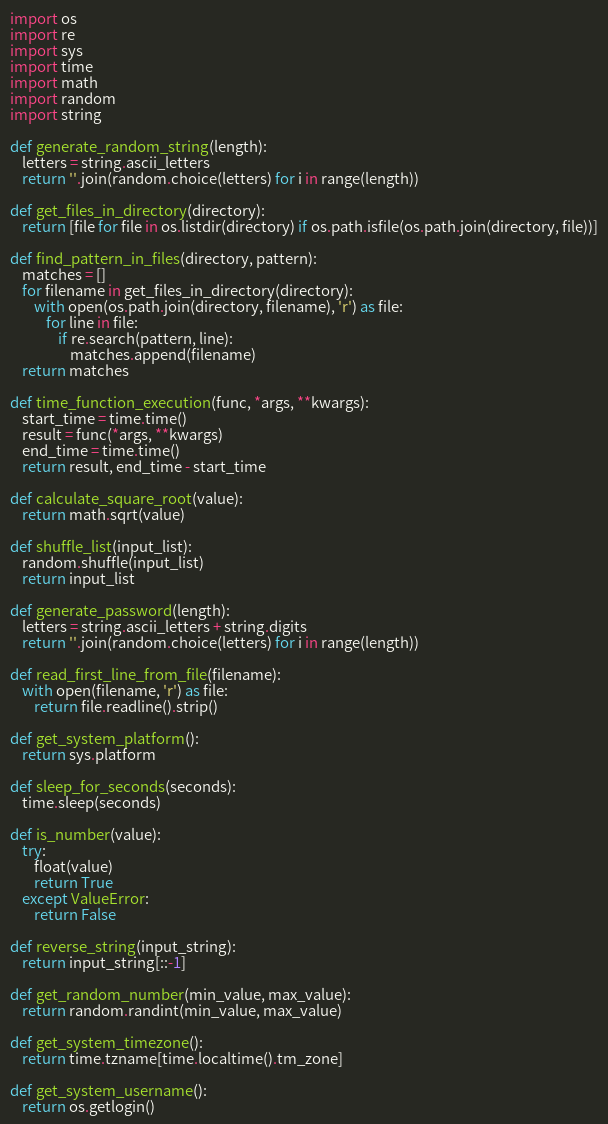 import os
import re
import sys
import time
import math
import random
import string

def generate_random_string(length):
    letters = string.ascii_letters
    return ''.join(random.choice(letters) for i in range(length))

def get_files_in_directory(directory):
    return [file for file in os.listdir(directory) if os.path.isfile(os.path.join(directory, file))]

def find_pattern_in_files(directory, pattern):
    matches = []
    for filename in get_files_in_directory(directory):
        with open(os.path.join(directory, filename), 'r') as file:
            for line in file:
                if re.search(pattern, line):
                    matches.append(filename)
    return matches

def time_function_execution(func, *args, **kwargs):
    start_time = time.time()
    result = func(*args, **kwargs)
    end_time = time.time()
    return result, end_time - start_time

def calculate_square_root(value):
    return math.sqrt(value)

def shuffle_list(input_list):
    random.shuffle(input_list)
    return input_list

def generate_password(length):
    letters = string.ascii_letters + string.digits
    return ''.join(random.choice(letters) for i in range(length))

def read_first_line_from_file(filename):
    with open(filename, 'r') as file:
        return file.readline().strip()

def get_system_platform():
    return sys.platform

def sleep_for_seconds(seconds):
    time.sleep(seconds)

def is_number(value):
    try:
        float(value)
        return True
    except ValueError:
        return False

def reverse_string(input_string):
    return input_string[::-1]

def get_random_number(min_value, max_value):
    return random.randint(min_value, max_value)

def get_system_timezone():
    return time.tzname[time.localtime().tm_zone]

def get_system_username():
    return os.getlogin()